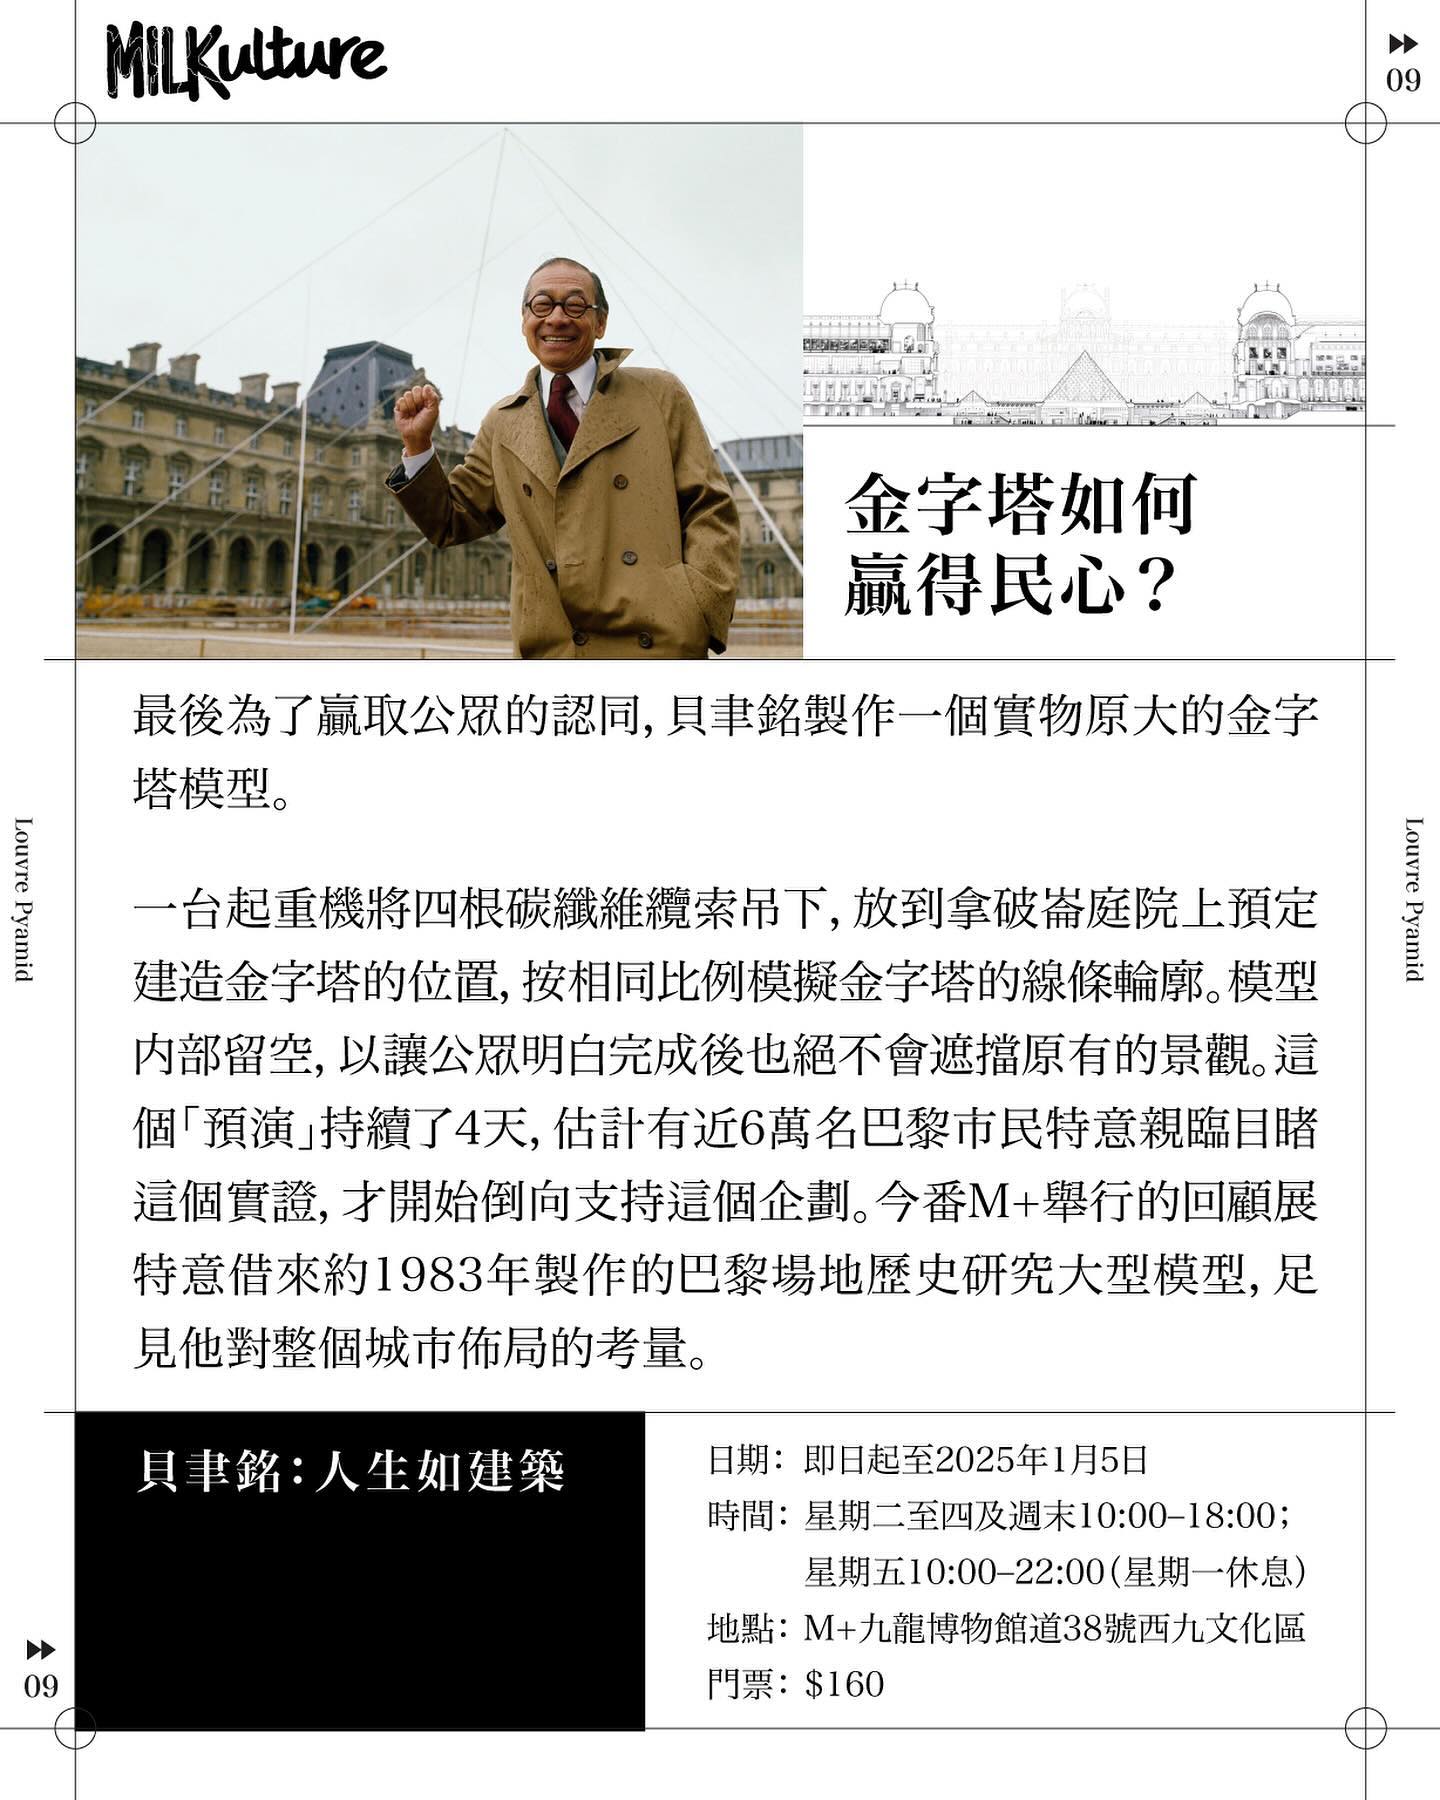 MILKulture
09
金字塔如何
贏得民心？
最後為了贏取公眾的認同，貝聿銘製作一個實物原大的金字
塔模型。
一台起重機將四根碳纖維纜索吊下，放到拿破崙庭院上預定
建造金字塔的位置，按相同比例模擬金字塔的線條輪廓。模型
內部留空，以讓公眾明白完成後也絕不會遮擋原有的景觀。這
個「預演」持續了4天，估計有近6萬名巴黎市民特意親臨目睹
這個實證，才開始倒向支持這個企劃。今番M+舉行的回顧展
特意借來約1983年製作的巴黎場地歷史研究大型模型，足
見他對整個城市佈局的考量。
Louvre Pyamid
Louvre Pyamid
貝聿銘：人生如建築
日期：即日起至2025年1月5日
時間：星期二至四及週末10:00–18:00；
星期五10:00–22:00（星期一休息）
地點：M+九龍博物館道38號西九文化區
門票：$160
09